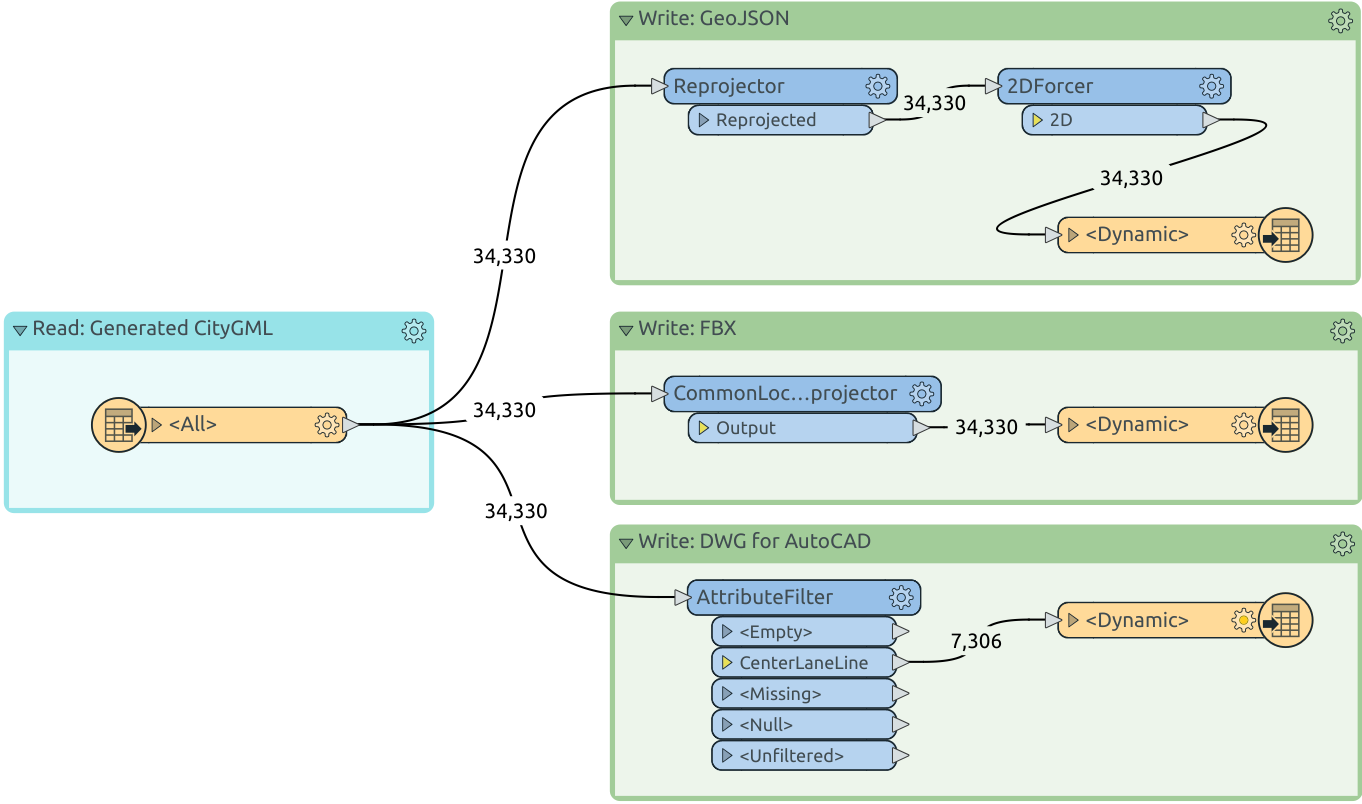 Write: GeoJSON
Reprojector
Reprojected
34,330
2DForcer
2D
34,330
<Dynamic>
34,330
Read: Generated CityGML
<All>
34,330
Write: FBX
CommonLoc...projector
Output
34,330
<Dynamic>
34,330
Write: DWG for AutoCAD
AttributeFilter
<Empty>
CenterLaneLine
<Missing>
<Null>
<Unfiltered>
7,306
<Dynamic>